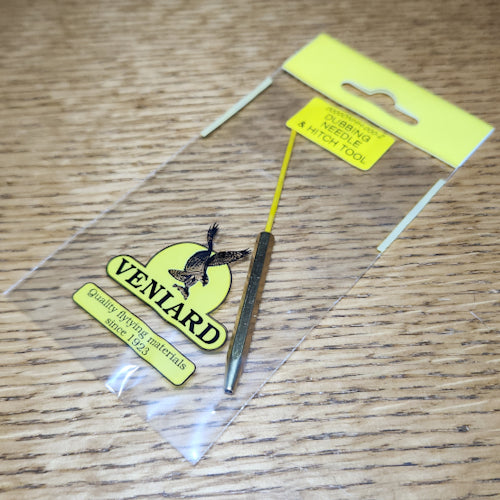 DUBBING
NEEDLE
& HITCH TOOL
VENIARD
Quality flytying materials
since 1923